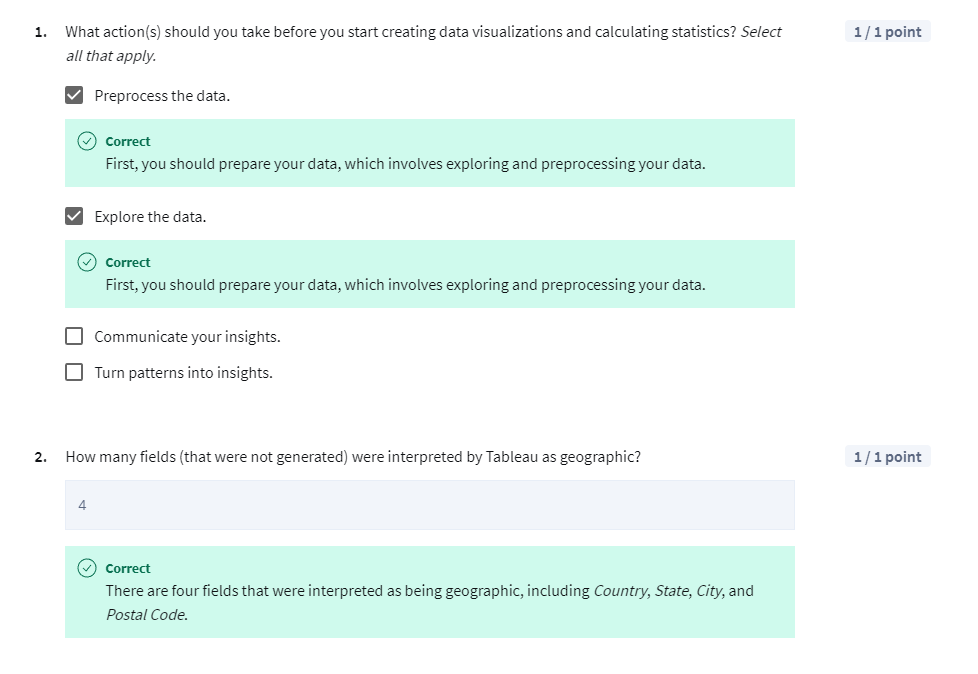 1. What action(s) should you take before you start creating data visualizations and calculating statistics? Select 1 / 1 point
all that apply.
Preprocess the data.
Correct
First, you should prepare your data, which involves exploring and preprocessing your data.
Explore the data.
Correct
First, you should prepare your data, which involves exploring and preprocessing your data.
Communicate your insights.
Turn patterns into insights.
2. How many fields (that were not generated) were interpreted by Tableau as geographic? 1 / 1 point
4
Correct
There are four fields that were interpreted as being geographic, including Country, State, City, and
Postal Code.